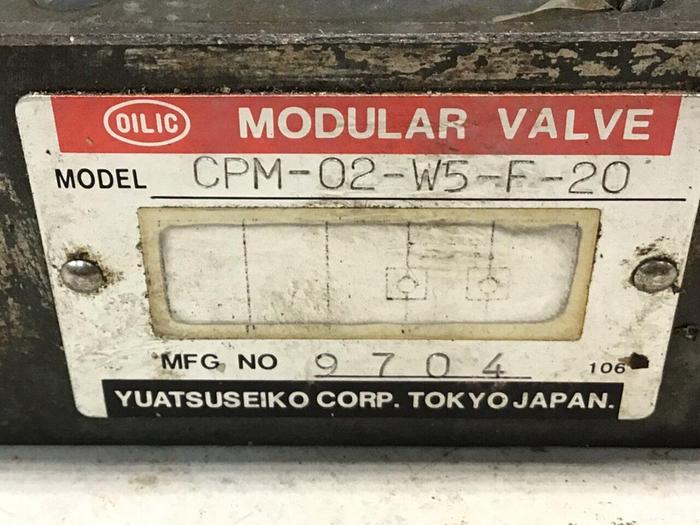 OILIC MODULAR VALVE
MODEL CPM-02-W5-F-20
MFG NO 9704 106
YUATSUSEIKO CORP. TOKYO JAPAN.